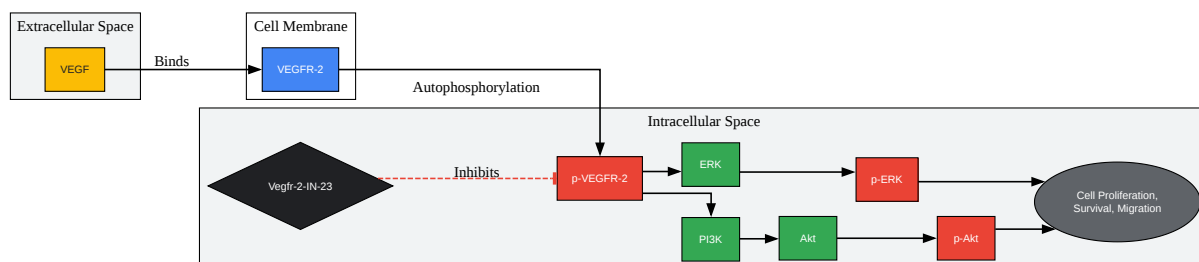 Extracellular Space
Cell Membrane
VEGF
Binds
VEGFR-2
Autophosphorylation
Intracellular Space
Vegfr-2-IN-23
Inhibits
p-VEGFR-2
ERK
p-ERK
Cell Proliferation,
Survival, Migration
PI3K
Akt
p-Akt